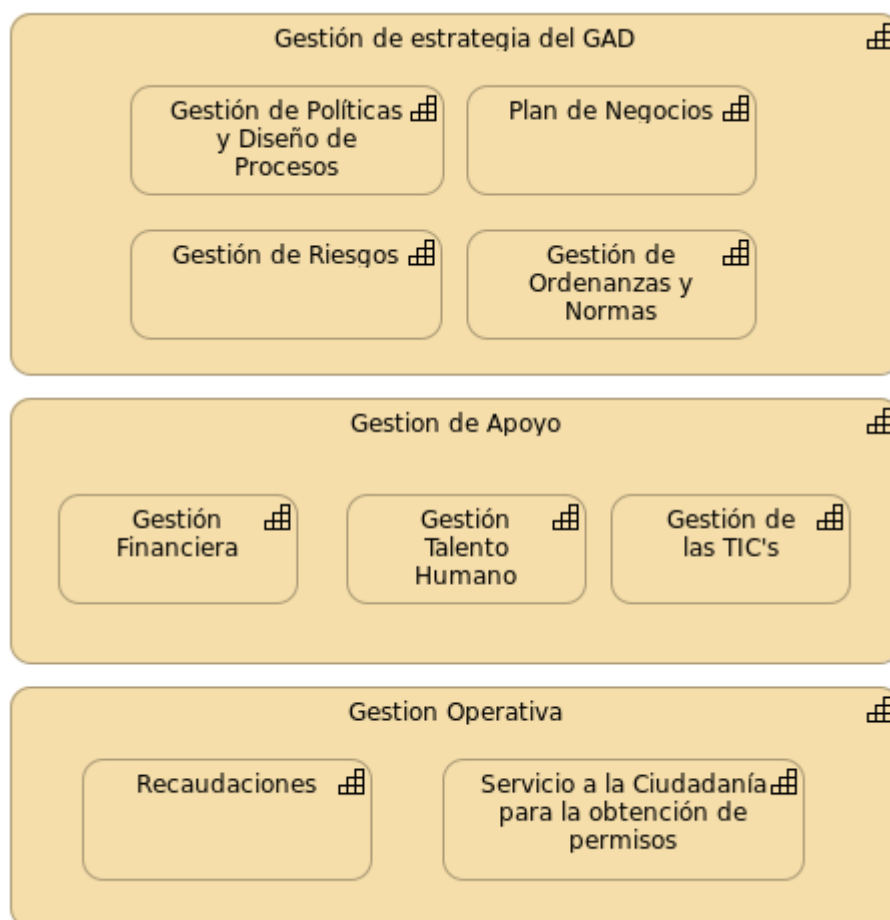 Gestión de estrategia del GAD
Gestión de Políticas
y Diseño de
Procesos
Plan de Negocios
Gestión de Riesgos
Gestión de
Ordenanzas y
Normas
Gestion de Apoyo
Gestión
Financiera
Gestión
Talento
Humano
Gestión de
las TIC's
Gestion Operativa
Recaudaciones
Servicio a la Ciudadanía
para la obtención de
permisos